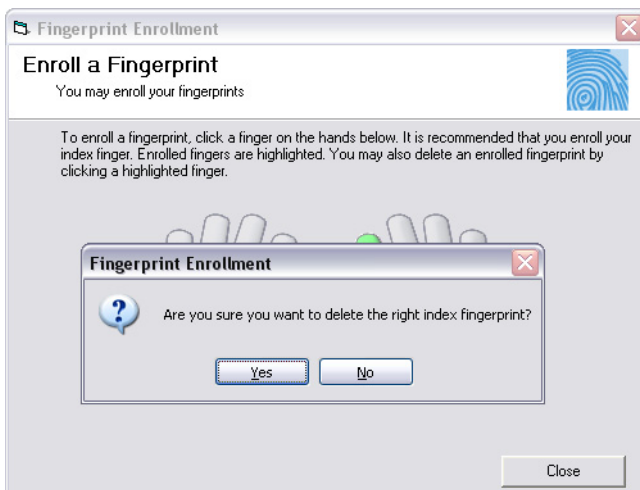 Fingerprint Enrollment
Enroll a Fingerprint
You may enroll your fingerprints
To enroll a fingerprint, click a finger on the hands below. It is recommended that you enroll your
index finger. Enrolled fingers are highlighted. You may also delete an enrolled fingerprint by
clicking a highlighted finger.
Fingerprint Enrollment
Are you sure you want to delete the right index fingerprint?
Yes No
Close